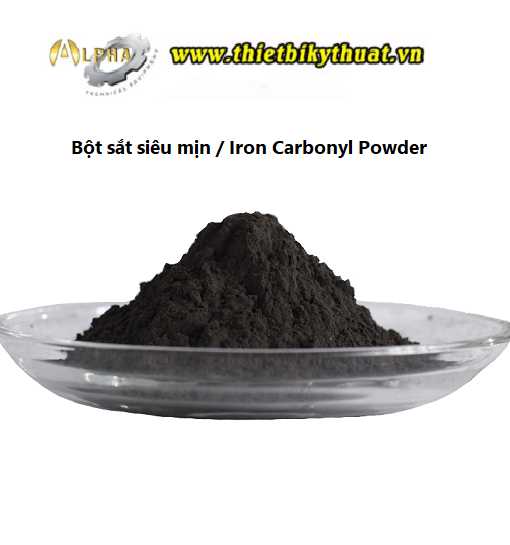 ALPHA
TECHNICAL EQUIPMENT
www.thietbikythuat.vn
Bột sắt siêu mịn / Iron Carbonyl Powder